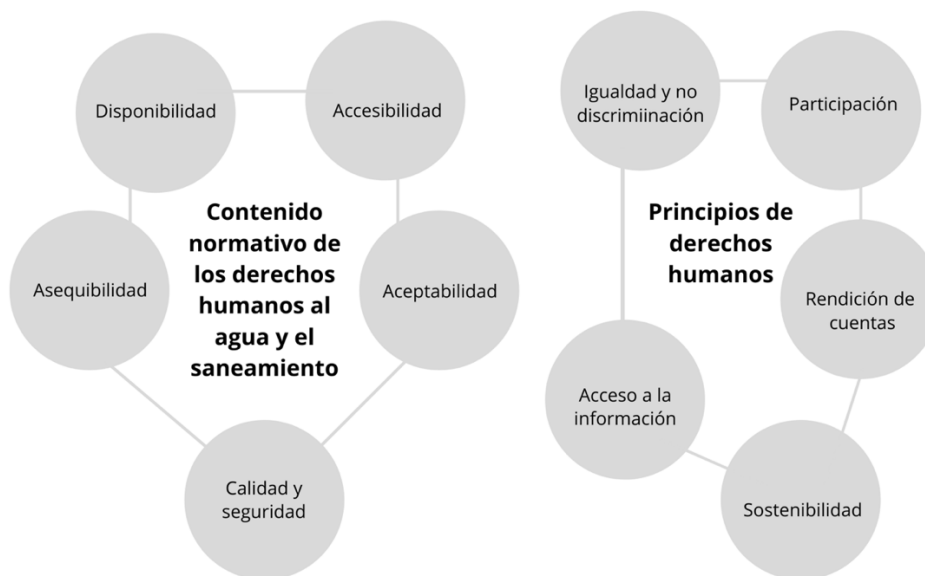 Disponibilidad
Accesibilidad
Contenido
normativo de
los derechos
humanos al
agua y el
saneamiento
Asequibilidad
Aceptabilidad
Calidad y
seguridad
Igualdad y no
discrimiinación
Participación
Principios de
derechos
humanos
Rendición de
cuentas
Acceso a la
información
Sostenibilidad